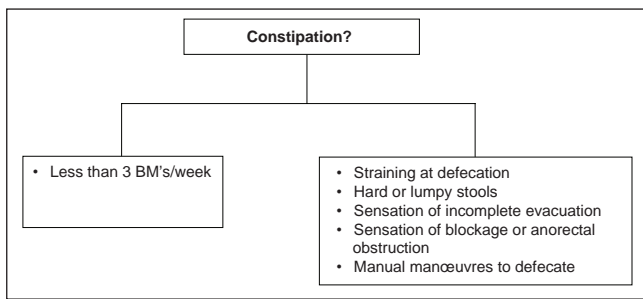 Constipation?
• Less than 3 BM's/week
• Straining at defecation
• Hard or lumpy stools
• Sensation of incomplete evacuation
• Sensation of blockage or anorectal
obstruction
• Manual manœuvres to defecate